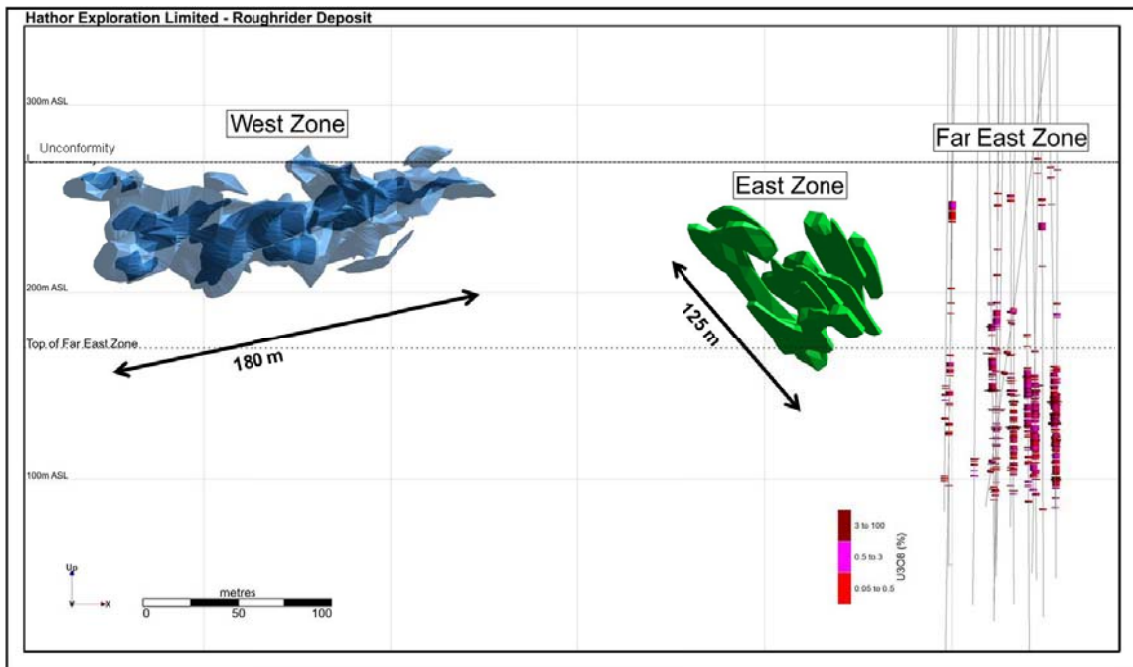 Hathor Exploration Limited - Roughrider Deposit
300m ASL
West Zone
Far East Zone
Unconformity
East Zone
200m ASL
125 m
Top of Far East Zone
180 m
100m ASL
3 to 100
0.5 to 3
0.05 to 0.5
U3O8 (%)
Up
Y
X
metres
0
50
100